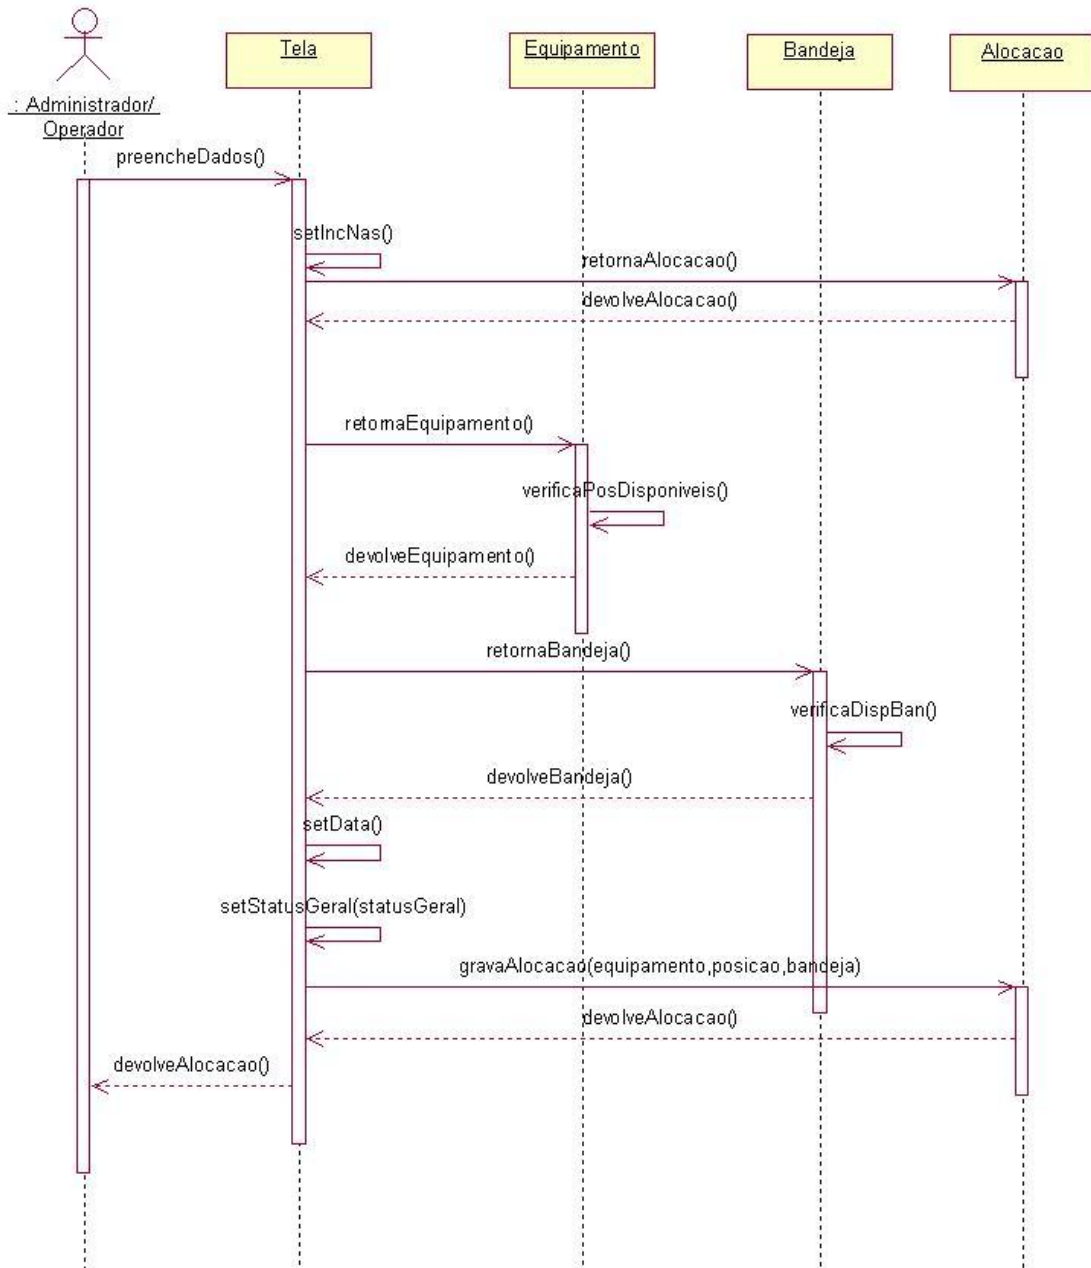 Tela
Equipamento
Bandeja
Alocacao
: Administrador/
Operador
preencheDados()
setIncNas()
retornaAlocacao()
devolveAlocacao()
retornaEquipamento()
verificaPosDisponiveis()
devolveEquipamento()
retornaBandeja()
verificaDispBan()
devolveBandeja()
setData()
setStatusGeral(statusGeral)
gravaAlocacao(equipamento,posicao,bandeja)
devolveAlocacao()
devolveAlocacao()